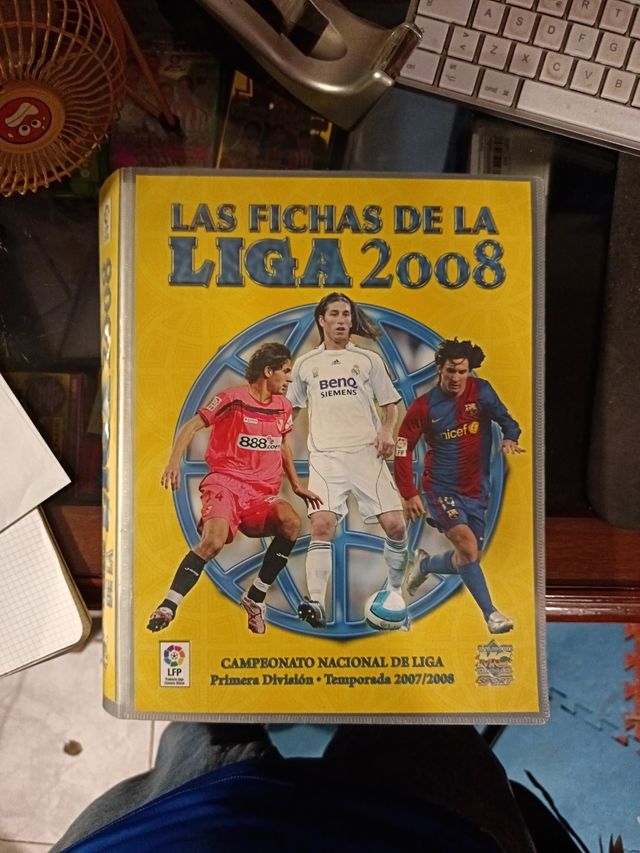 LAS FICHAS DE LA
LIGA 2008
BenQ
SIEMENS
888.com
unicef
LFP
CAMPEONATO NACIONAL DE LIGA
Primera División • Temporada 2007/2008